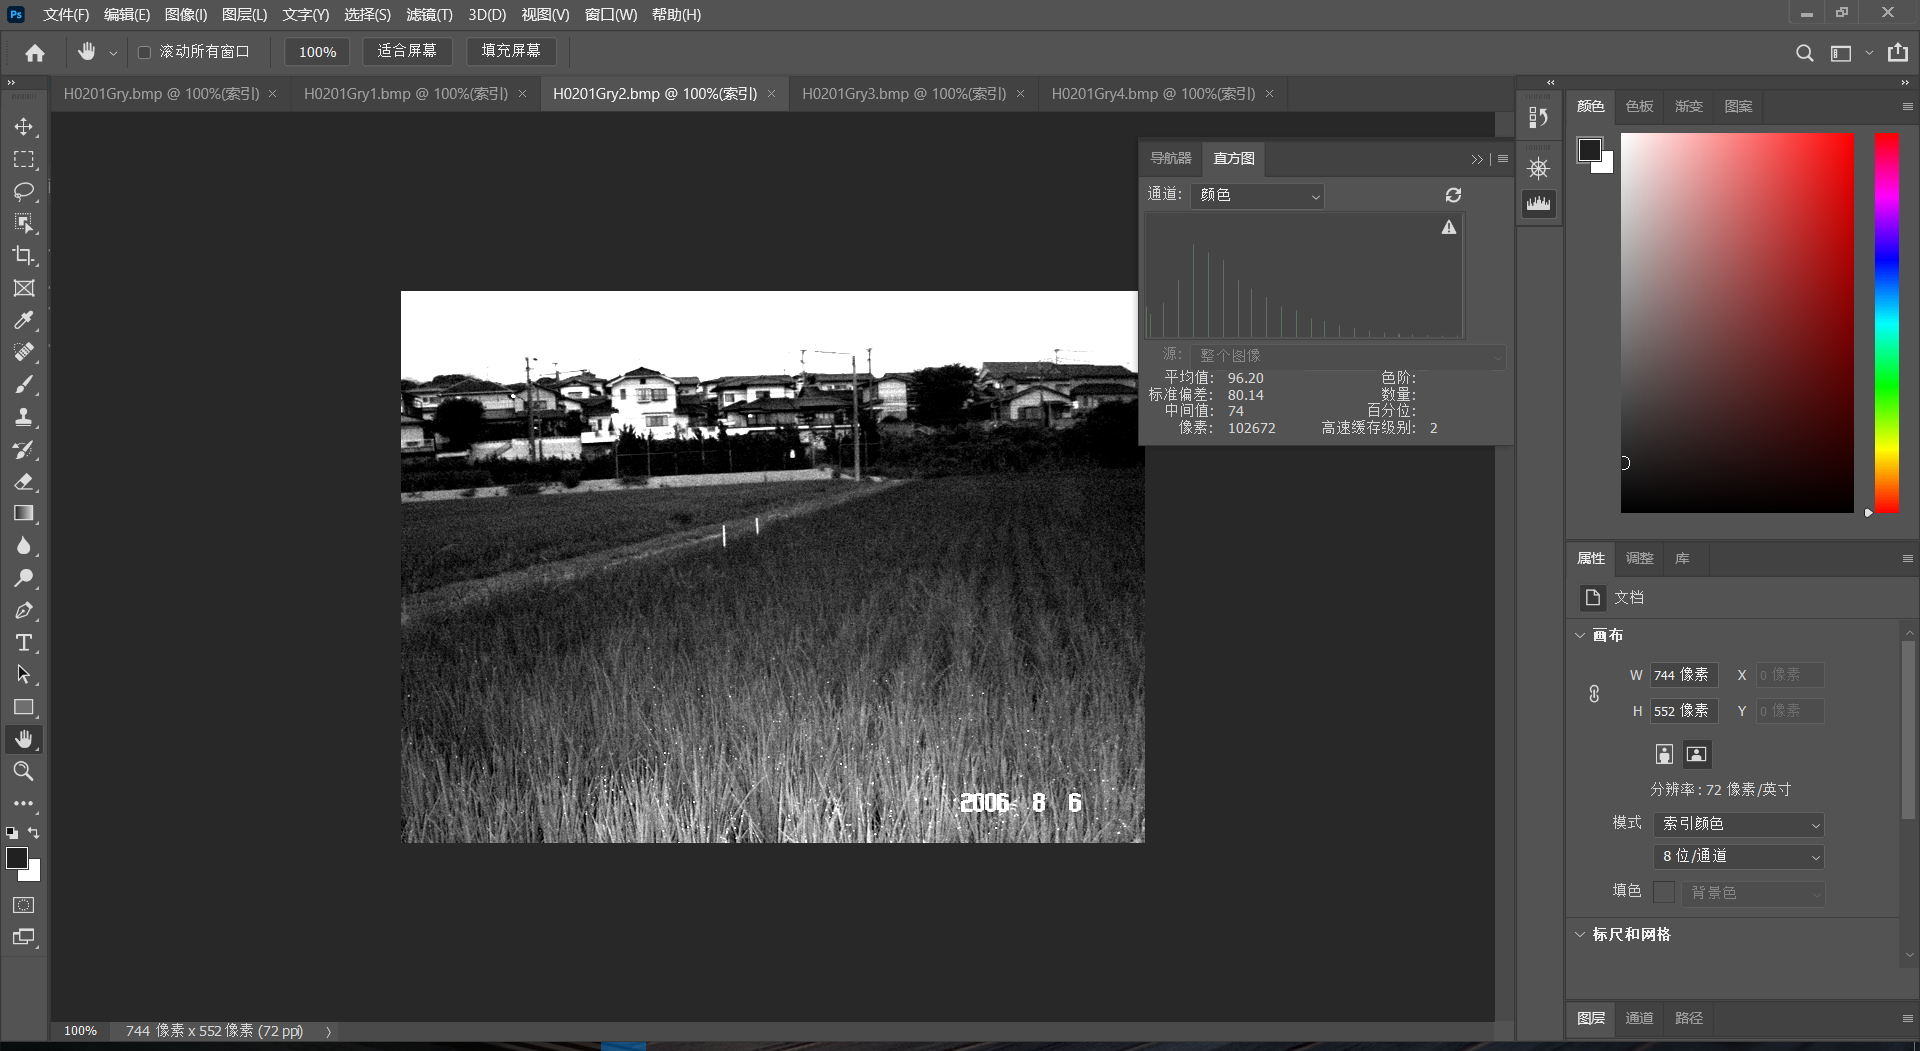 Ps 文件(F) 编辑(E) 图像(I) 图层(L) 文字(Y) 选择(S) 滤镜(T) 3D(D) 视图(V) 窗口(W) 帮助(H)
滚动所有窗口 100% 适合屏幕 填充屏幕
H0201Gry.bmp @ 100%(索引) × H0201Gry1.bmp @ 100%(索引) × H0201Gry2.bmp @ 100%(索引) × H0201Gry3.bmp @ 100%(索引) × H0201Gry4.bmp @ 100%(索引) ×
导航器 直方图
通道: 颜色
源: 整个图像
平均值: 96.20 色阶:
标准偏差: 80.14 数量:
中间值: 74 百分位:
像素: 102672 高速缓存级别: 2
2006 8 6
颜色 色板 渐变 图案
属性 调整 库
文档
画布
W 744 像素 X 0 像素
H 552 像素 Y 0 像素
分辨率: 72 像素/英寸
模式 索引颜色
8 位/通道
填色 背景色
标尺和网格
图层 通道 路径
100% 744 像素 x 552 像素 (72 ppi)